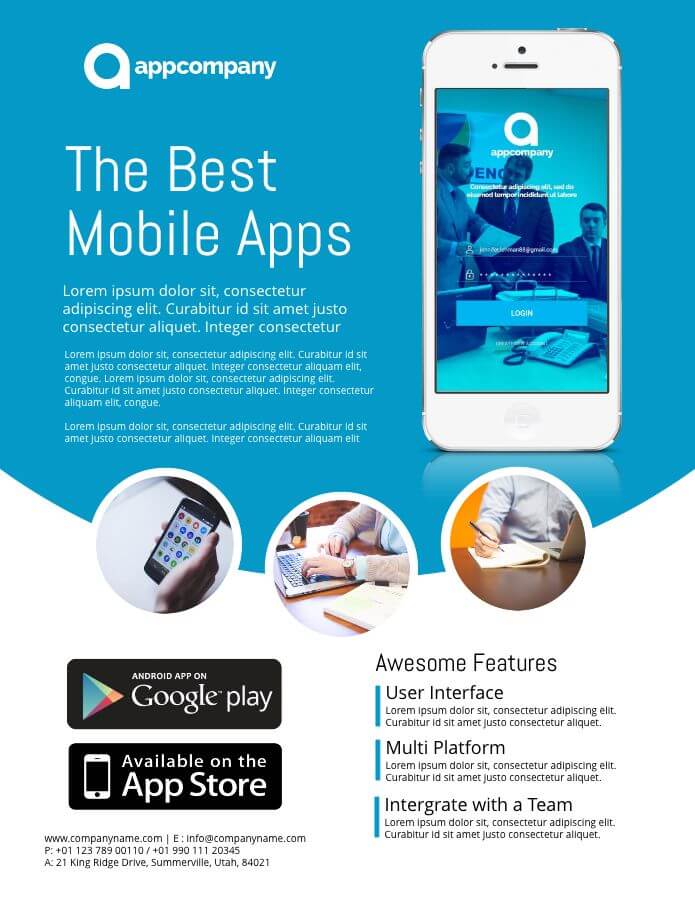 appcompany
The Best
Mobile Apps
Lorem ipsum dolor sit, consectetur
adipiscing elit. Curabitur id sit amet justo
consectetur aliquet. Integer consectetur
Lorem ipsum dolor sit, consectetur adipiscing elit. Curabitur id sit
amet justo consectetur aliquet. Integer consectetur aliquam elit,
congue. Lorem ipsum dolor sit, consectetur adipiscing elit.
Curabitur id sit amet justo consectetur aliquet. Integer consectetur
aliquam elit, congue.
Lorem ipsum dolor sit, consectetur adipiscing elit. Curabitur id sit
amet justo consectetur aliquet. Integer consectetur aliquam elit
appcompany
Consectetur adipiscing elit, sed do
eiusmod tempor incididunt ut labore
LOGIN
ANDROID APP ON
Google play
Available on the
App Store
www.companyname.com | E : info@companyname.com
P: +01 123 789 00110 / +01 990 111 20345
A: 21 King Ridge Drive, Summerville, Utah, 84021
Awesome Features
User Interface
Lorem ipsum dolor sit, consectetur adipiscing elit.
Curabitur id sit amet justo consectetur aliquet.
Multi Platform
Lorem ipsum dolor sit, consectetur adipiscing elit.
Curabitur id sit amet justo consectetur aliquet.
Intergrate with a Team
Lorem ipsum dolor sit, consectetur adipiscing elit.
Curabitur id sit amet justo consectetur aliquet.